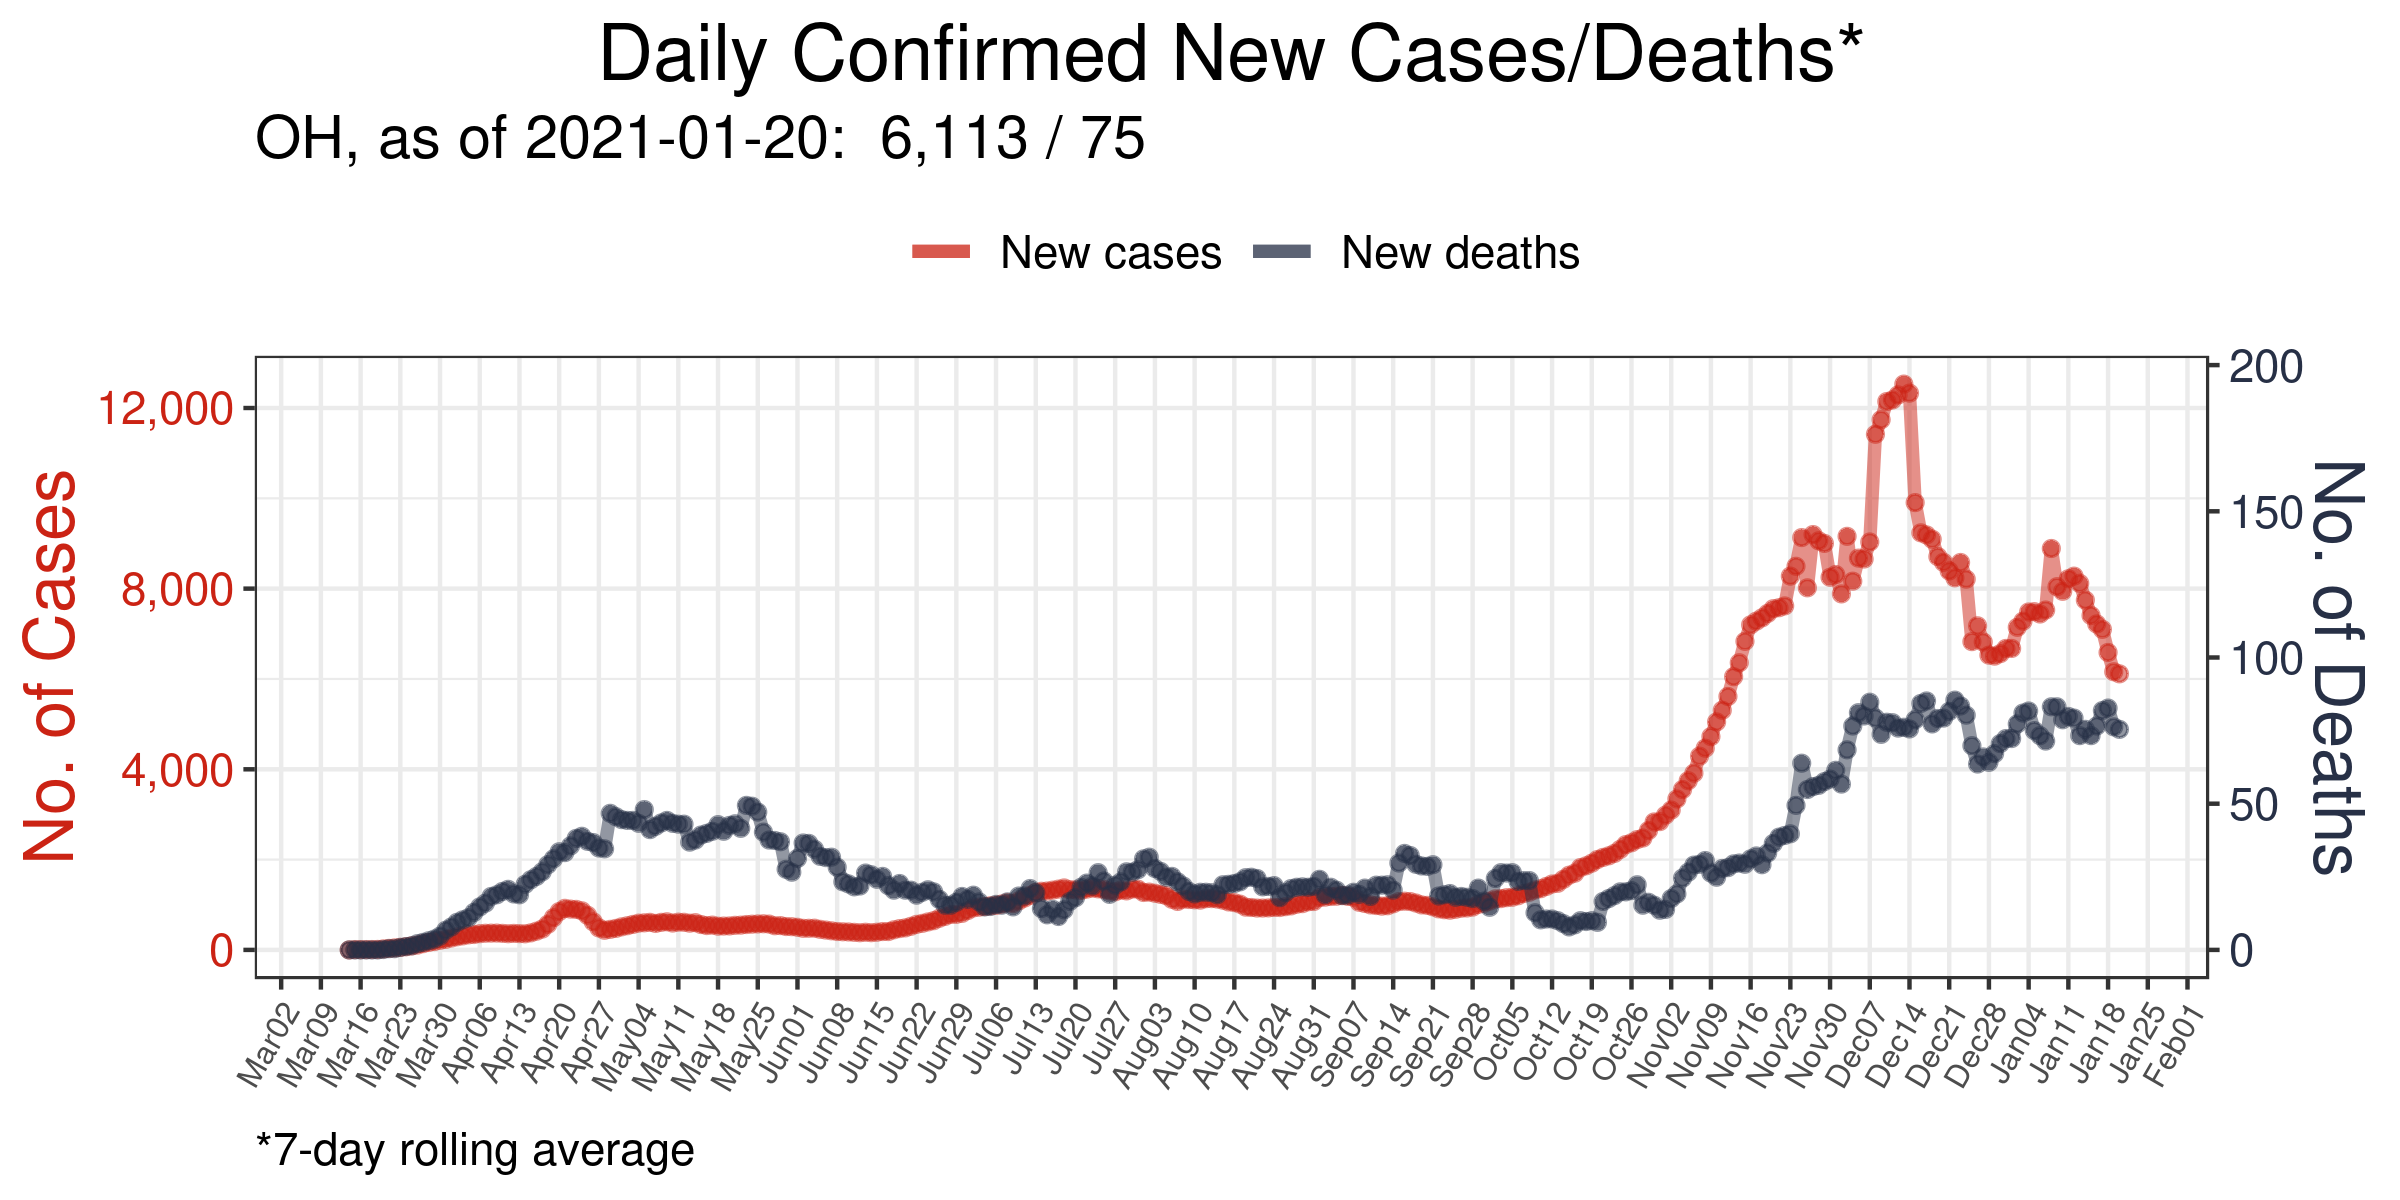 Daily Confirmed New Cases/Deaths*
OH, as of 2021-01-20:  6,113 / 75
New cases
New deaths
No. of Cases
12,000
8,000
4,000
0
200
150
100
50
0
No. of Deaths
Mar02
Mar09
Mar16
Mar23
Mar30
Apr06
Apr13
Apr20
Apr27
May04
May11
May18
May25
Jun01
Jun08
Jun15
Jun22
Jun29
Jul06
Jul13
Jul20
Jul27
Aug03
Aug10
Aug17
Aug24
Aug31
Sep07
Sep14
Sep21
Sep28
Oct05
Oct12
Oct19
Oct26
Nov02
Nov09
Nov16
Nov23
Nov30
Dec07
Dec14
Dec21
Dec28
Jan04
Jan11
Jan18
Jan25
Feb01
*7-day rolling average